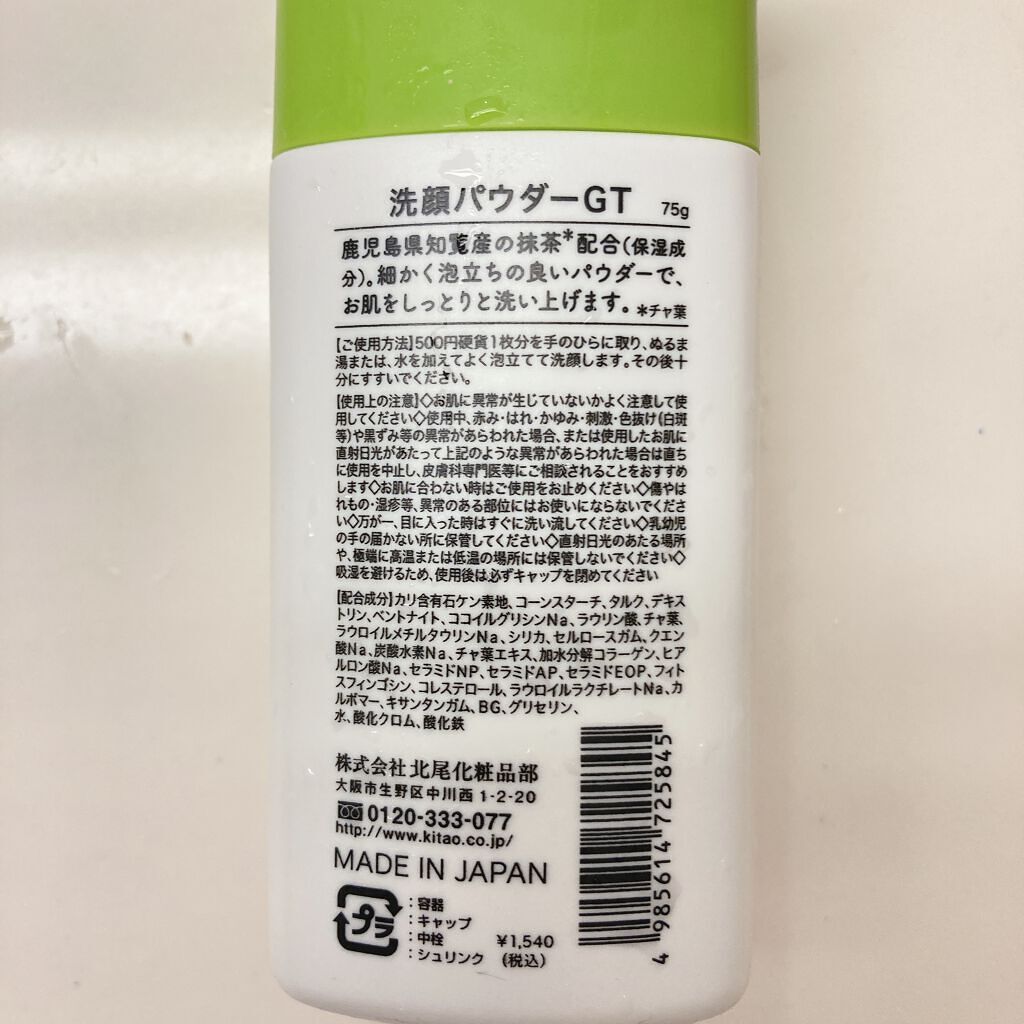 洗顔パウダーGT 75g
鹿児島県知覧産の抹茶*配合(保湿成
分)。細かく泡立ちの良いパウダーで、
お肌をしっとりと洗い上げます。*チャ葉
【ご使用方法】500円硬貨1枚分を手のひらに取り、ぬるま
湯または、水を加えてよく泡立てて洗顔します。その後十
分にすすいでください。
【使用上の注意】◇お肌に異常が生じていないかよく注意して使
用してください◇使用中、赤み・はれ・かゆみ・刺激・色抜け(白斑
等)や黒ずみ等の異常があらわれた場合、または使用したお肌に
直射日光があたって上記のような異常があらわれた場合は直ち
に使用を中止し、皮膚科専門医等にご相談されることをおすすめ
します◇お肌に合わない時はご使用をお止めください◇傷やは
れもの・湿疹等、異常のある部位にはお使いにならないでくださ
い◇万が一、目に入った時はすぐに洗い流してください◇乳幼児
の手の届かない所に保管してください◇直射日光のあたる場所
や、極端に高温または低温の場所には保管しないでください◇
吸湿を避けるため、使用後は必ずキャップを閉めてください
【配合成分】カリ含有石ケン素地、コーンスターチ、タルク、デキス
トリン、ベントナイト、ココイルグリシンNa、ラウリン酸、チャ葉、
ラウロイルメチルタウリンNa、シリカ、セルロースガム、クエン
酸Na、炭酸水素Na、チャ葉エキス、加水分解コラーゲン、ヒア
ルロン酸Na、セラミドNP、セラミドAP、セラミドEOP、フィト
スフィンゴシン、コレステロール、ラウロイルラクチレートNa、カ
ルボマー、キサンタンガム、BG、グリセリン、
水、酸化クロム、酸化鉄
株式会社 北尾化粧品部
大阪市生野区中川西 1-2-20
0120-333-077
http://www.kitao.co.jp/
MADE IN JAPAN
プラ
:容器
:キャップ
:中栓
:シュリンク
¥1,540
(税込)
4 985614 725845